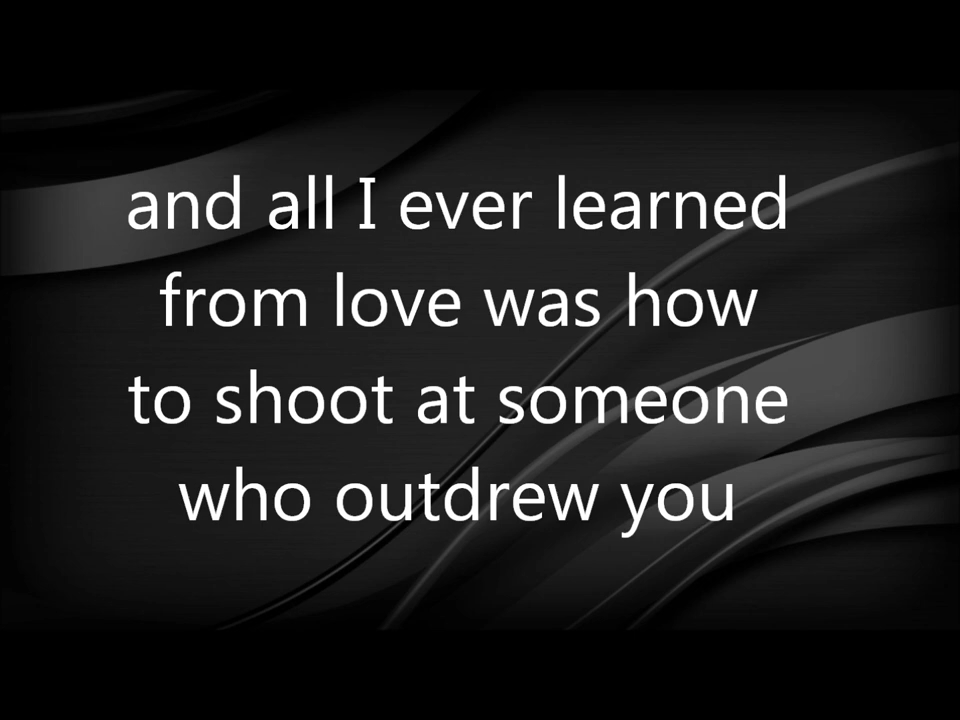 and all I ever learned
from love was how
to shoot at someone
who outdrew you